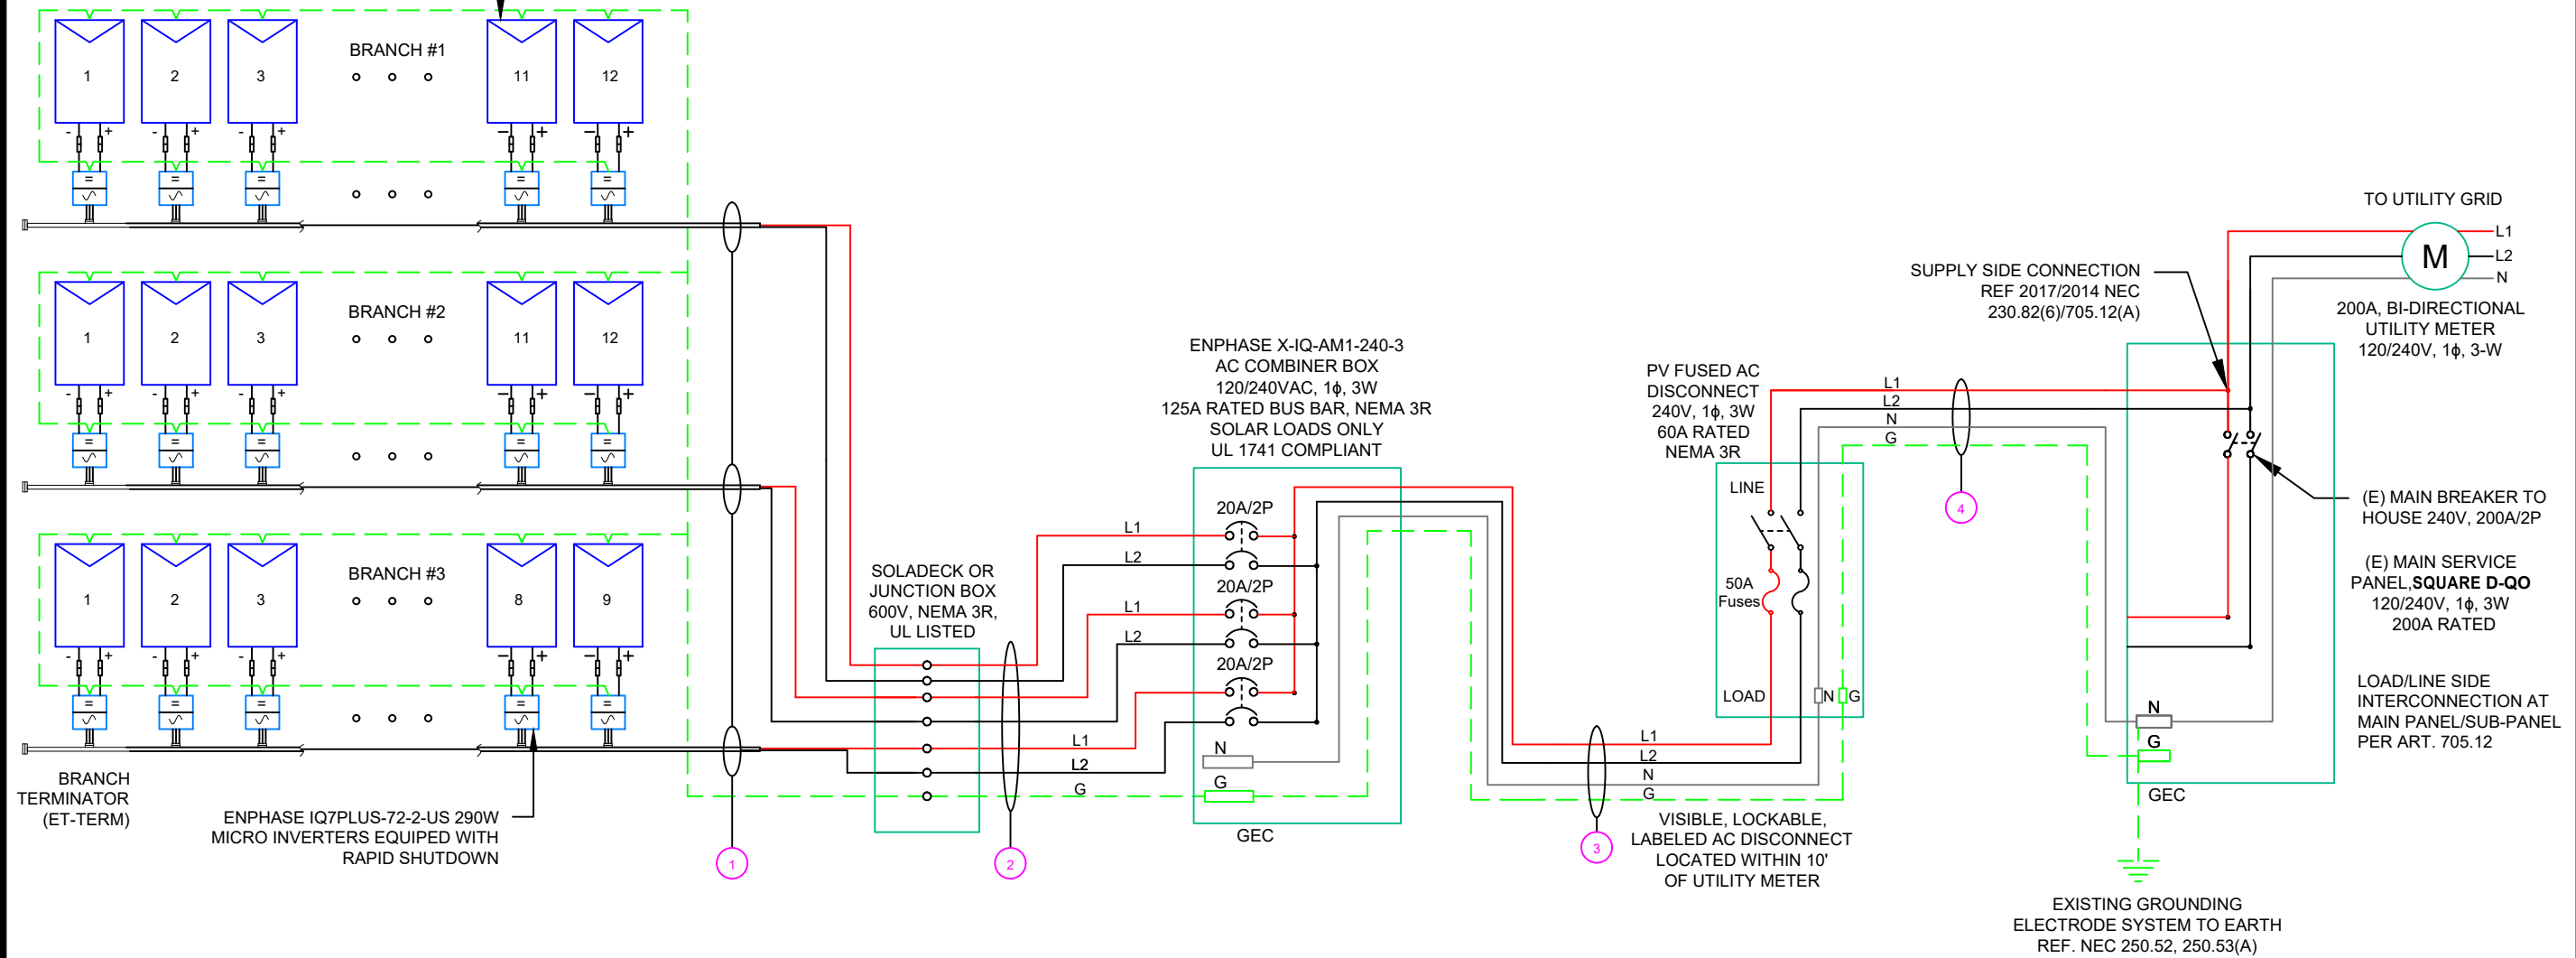 BRANCH #1
1
2
3
11
12
- +
- +
- +
- +
- +
BRANCH #2
1
2
3
11
12
- +
- +
- +
- +
- +
BRANCH #3
1
2
3
8
9
- +
- +
- +
- +
- +
BRANCH
TERMINATOR
(ET-TERM)
ENPHASE IQ7PLUS-72-2-US 290W
MICRO INVERTERS EQUIPED WITH
RAPID SHUTDOWN
1
SOLADECK OR
JUNCTION BOX
600V, NEMA 3R,
UL LISTED
L1
L2
L1
L2
L1
L2
G
2
ENPHASE X-IQ-AM1-240-3
AC COMBINER BOX
120/240VAC, 1ϕ, 3W
125A RATED BUS BAR, NEMA 3R
SOLAR LOADS ONLY
UL 1741 COMPLIANT
20A/2P
20A/2P
20A/2P
N
G
GEC
L1
L2
N
G
3
PV FUSED AC
DISCONNECT
240V, 1ϕ, 3W
60A RATED
NEMA 3R
LINE
50A
Fuses
LOAD
N
G
VISIBLE, LOCKABLE,
LABELED AC DISCONNECT
LOCATED WITHIN 10'
OF UTILITY METER
L1
L2
N
G
4
SUPPLY SIDE CONNECTION
REF 2017/2014 NEC
230.82(6)/705.12(A)
TO UTILITY GRID
M
L1
L2
N
200A, BI-DIRECTIONAL
UTILITY METER
120/240V, 1ϕ, 3-W
(E) MAIN BREAKER TO
HOUSE 240V, 200A/2P
(E) MAIN SERVICE
PANEL,SQUARE D-QO
120/240V, 1ϕ, 3W
200A RATED
LOAD/LINE SIDE
INTERCONNECTION AT
MAIN PANEL/SUB-PANEL
PER ART. 705.12
N
G
GEC
EXISTING GROUNDING
ELECTRODE SYSTEM TO EARTH
REF. NEC 250.52, 250.53(A)